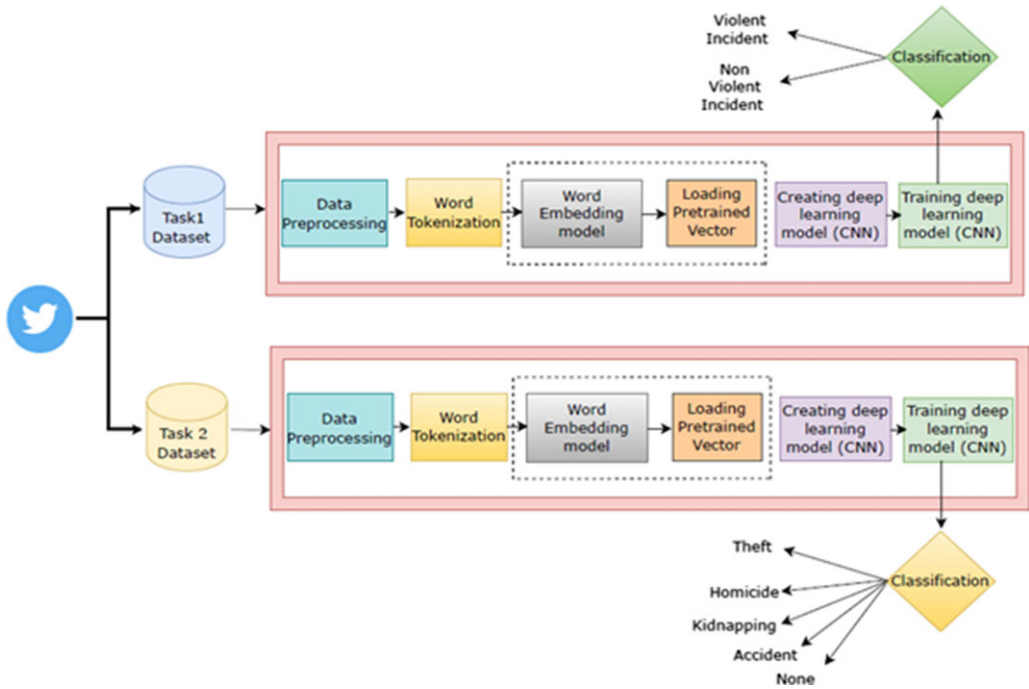 Violent
Incident
Non
Violent
Incident
Classification
Task1
Dataset
Data
Preprocessing
Word
Tokenization
Word
Embedding
model
Loading
Pretrained
Vector
Creating deep
learning
model (CNN)
Training deep
learning
model (CNN)
Task 2
Dataset
Data
Preprocessing
Word
Tokenization
Word
Embedding
model
Loading
Pretrained
Vector
Creating deep
learning
model (CNN)
Training deep
learning
model (CNN)
Classification
Theft
Homicide
Kidnapping
Accident
None